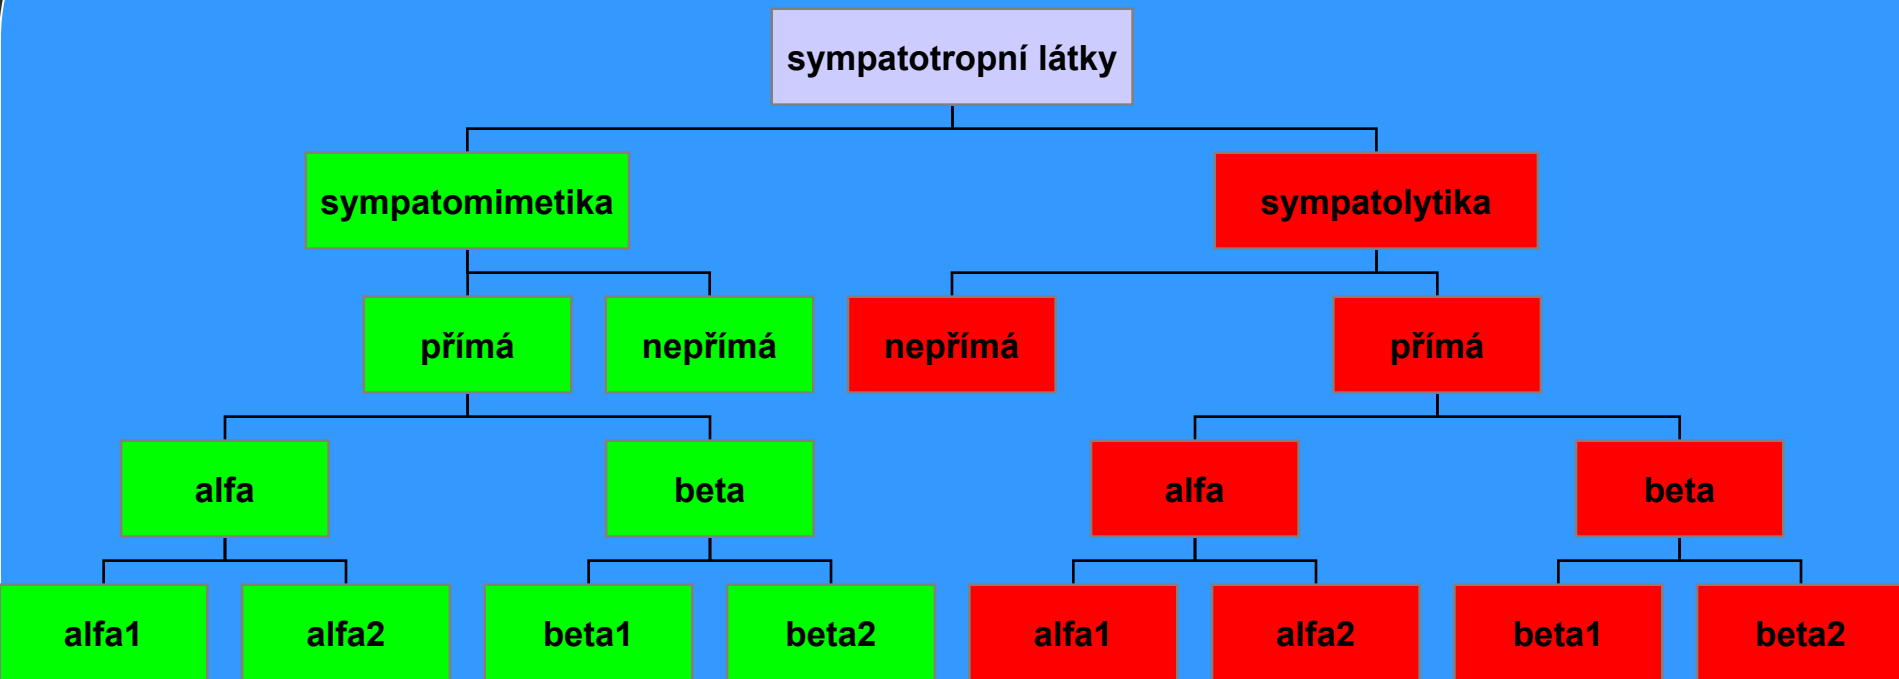 sympatotropní látky
sympatomimetika
sympatolytika
přímá
nepřímá
nepřímá
přímá
alfa
beta
alfa
beta
alfa1
alfa2
beta1
beta2
alfa1
alfa2
beta1
beta2